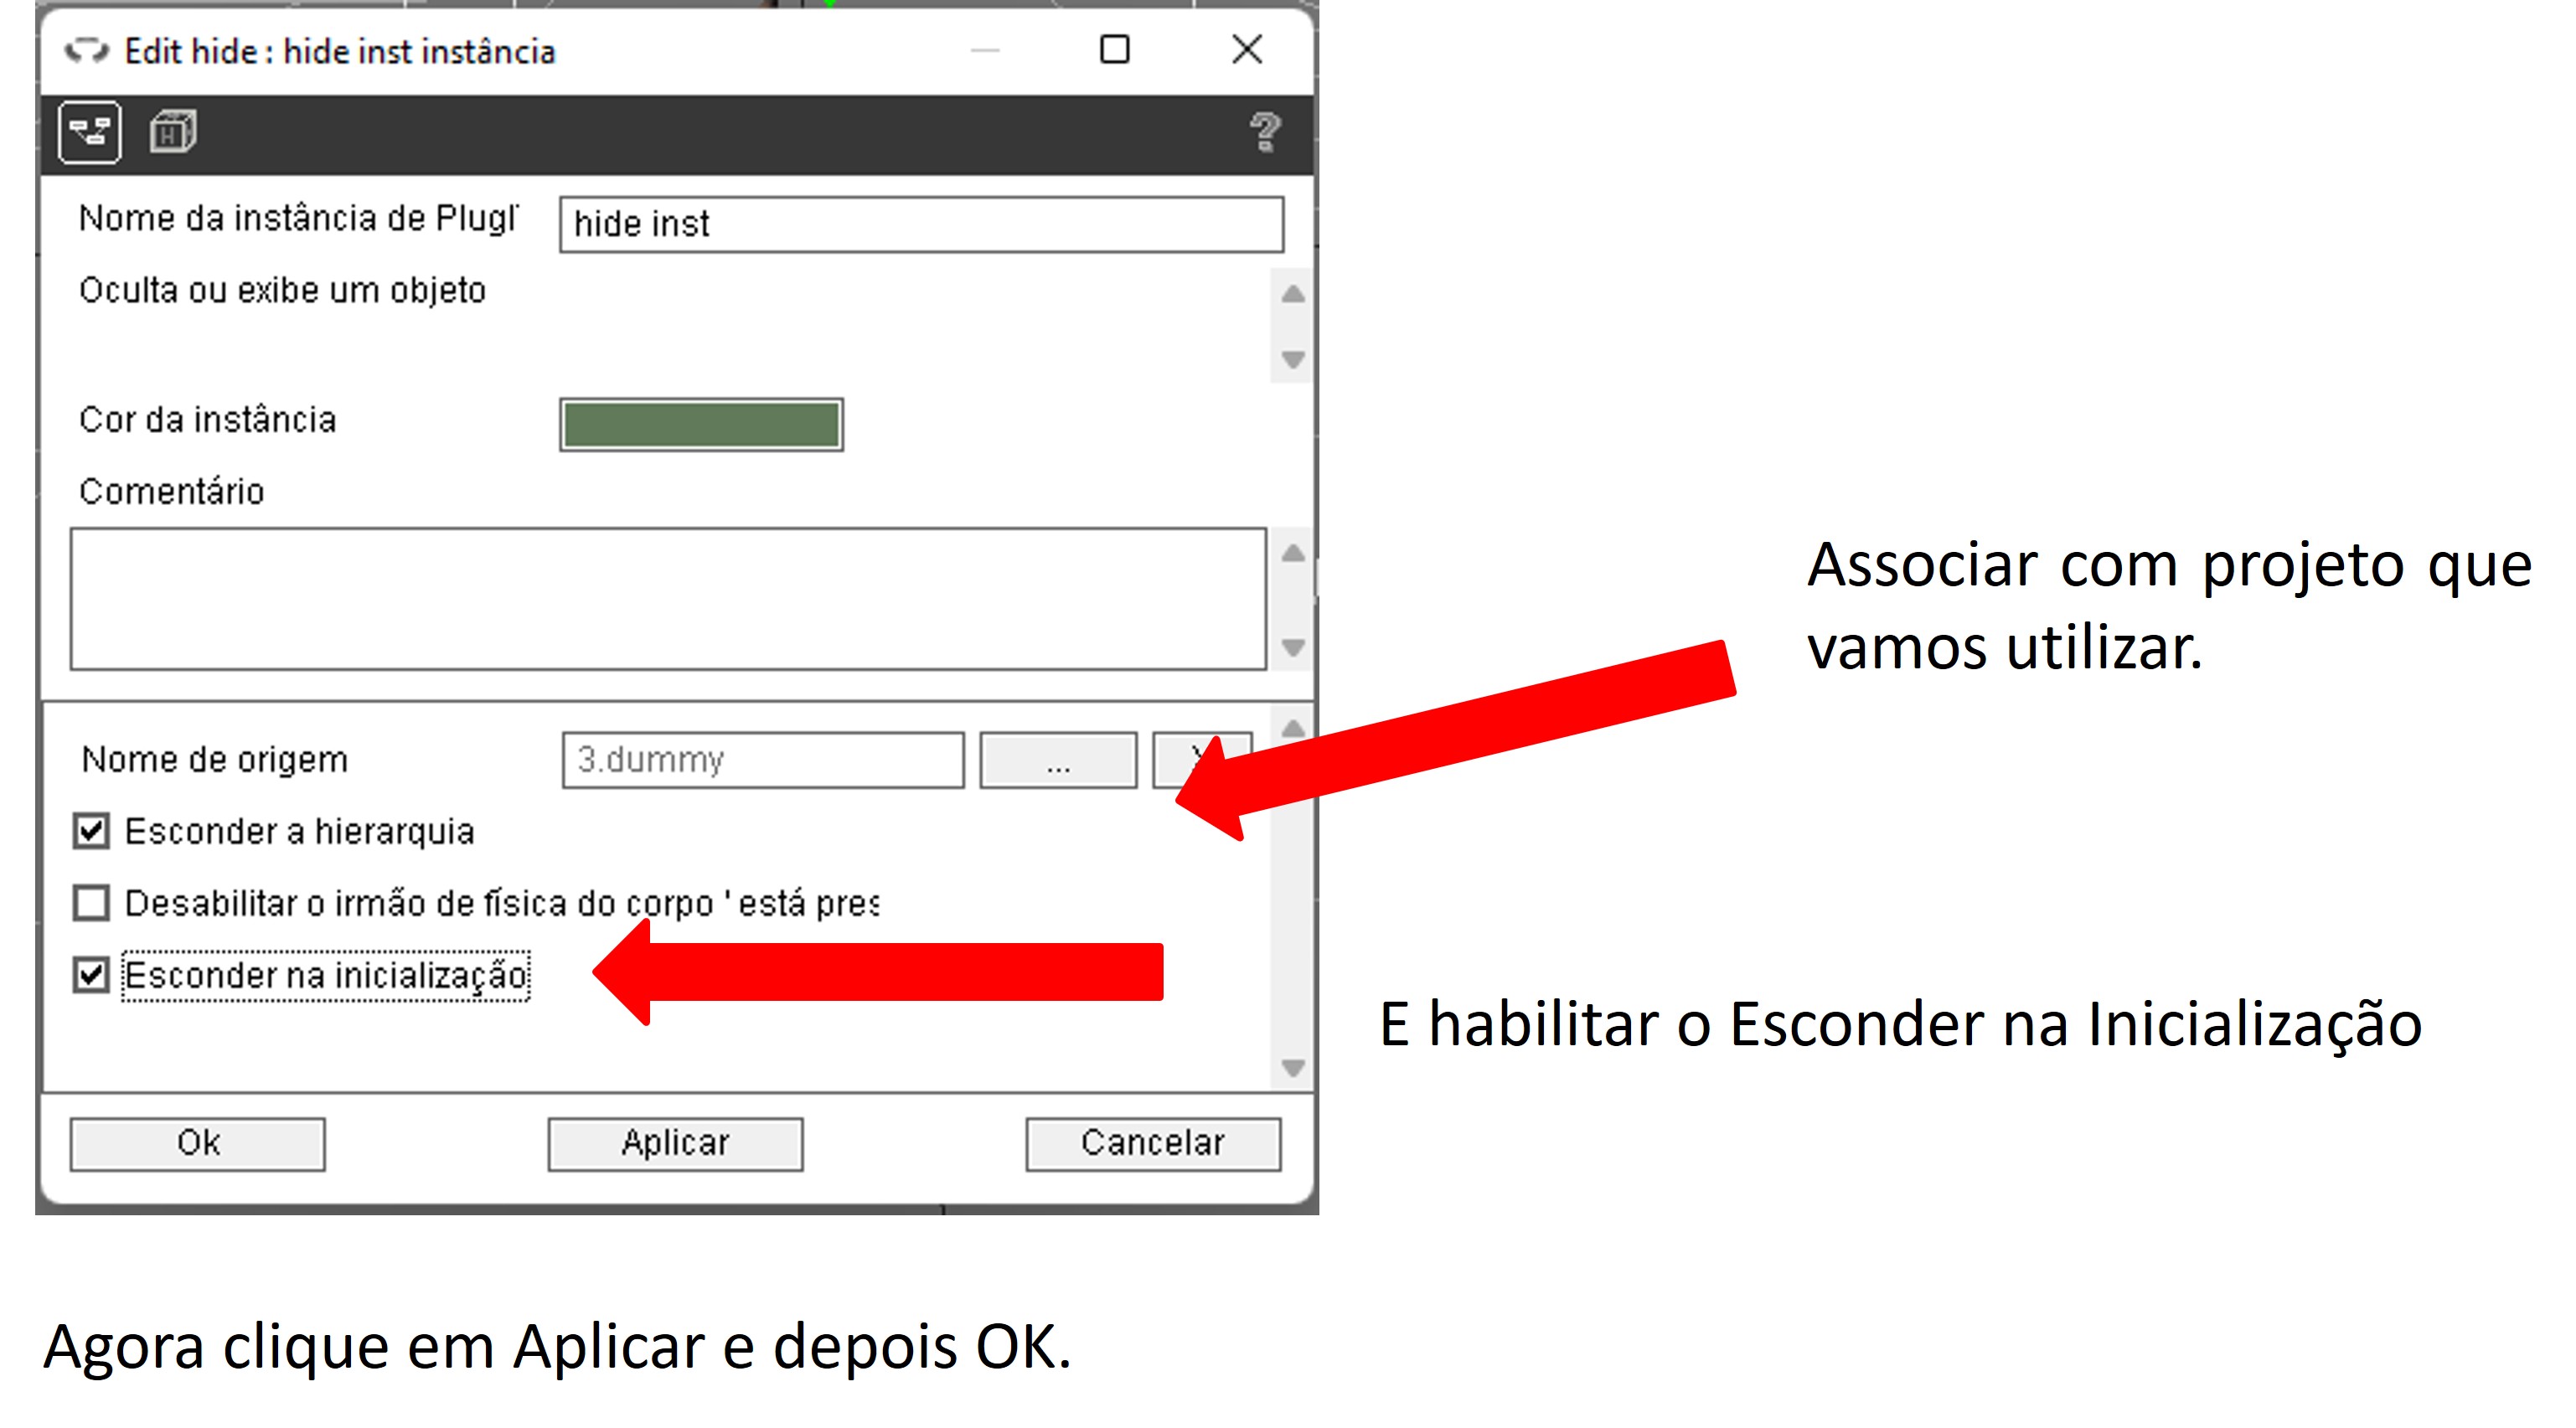 Edit hide : hide inst instância
?
Nome da instância de PlugI
hide inst
Oculta ou exibe um objeto
Cor da instância
Comentário
Associar com projeto que
vamos utilizar.
Nome de origem
3.dummy
...
Esconder a hierarquia
Desabilitar o irmão de física do corpo ' está pres
Esconder na inicialização
E habilitar o Esconder na Inicialização
Ok
Aplicar
Cancelar
Agora clique em Aplicar e depois OK.